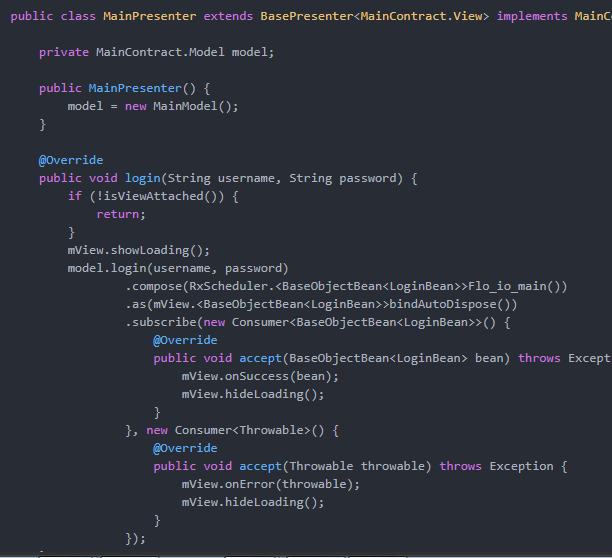 public class MainPresenter extends BasePresenter<MainContract.View> implements
private MainContract.Model model;
public MainPresenter() {
model = new MainModel();
}
@Override
public void login(String username, String password) {
if (!isViewAttached()) {
return;
}
mView.showLoading();
model.login(username, password)
.compose(RxScheduler.<BaseObjectBean<LoginBean>>Flo_io_main())
.as(mView.<BaseObjectBean<LoginBean>>bindAutoDispose())
.subscribe(new Consumer<BaseObjectBean<LoginBean>>() {
@Override
public void accept(BaseObjectBean<LoginBean> bean) throws Except
mView.onSuccess(bean);
mView.hideLoading();
}
}, new Consumer<Throwable>() {
@Override
public void accept(Throwable throwable) throws Exception {
mView.onError(throwable);
mView.hideLoading();
}
});